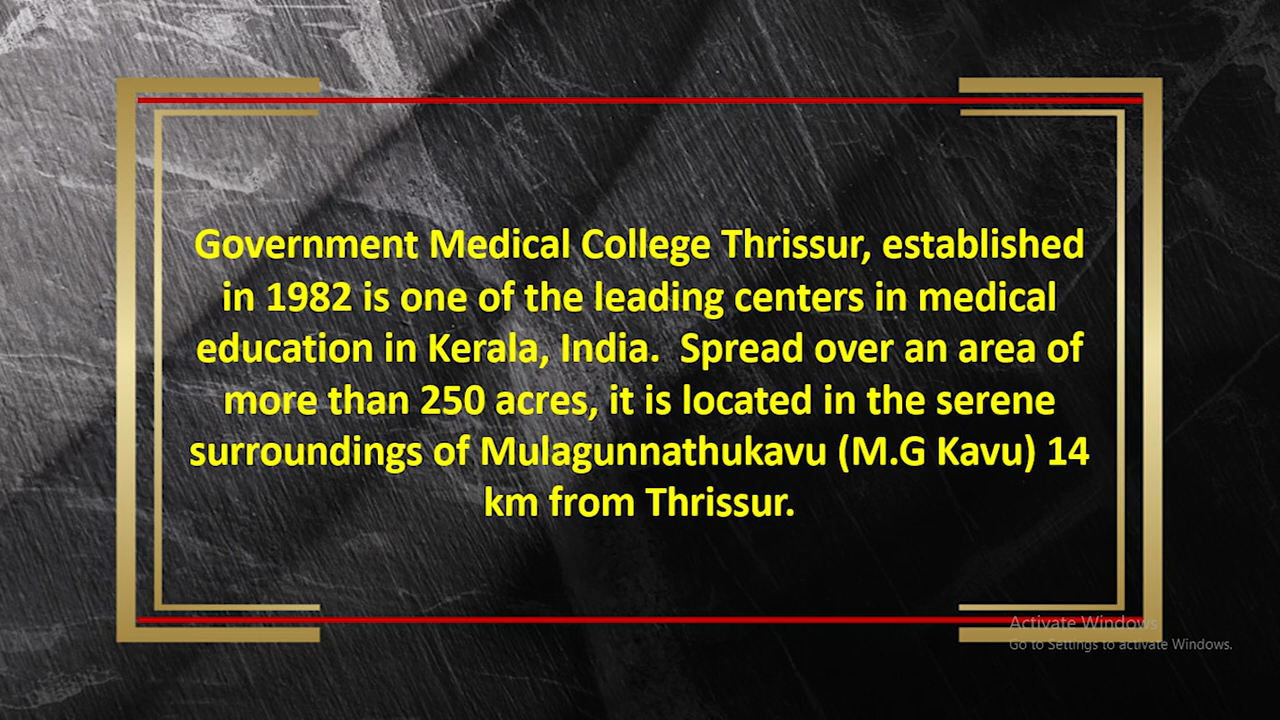 Government Medical College Thrissur, established
in 1982 is one of the leading centers in medical
education in Kerala, India.  Spread over an area of
more than 250 acres, it is located in the serene
surroundings of Mulagunnathukavu (M.G Kavu) 14
km from Thrissur.
Activate Windows
Go to Settings to activate Windows.